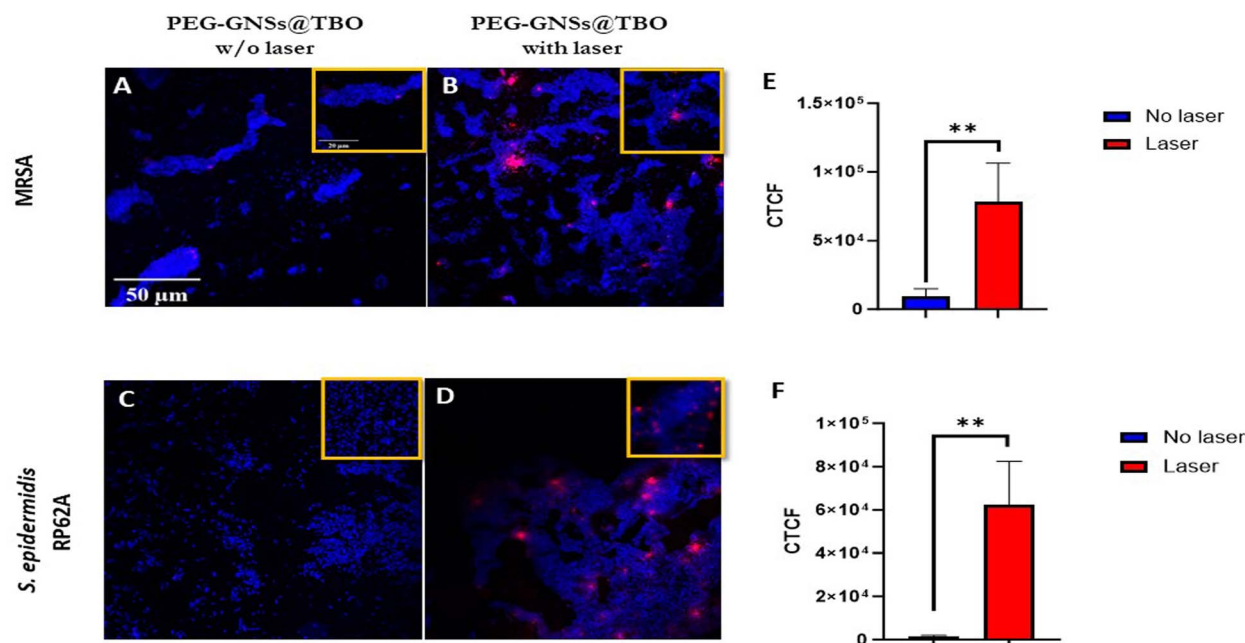 PEG-GNSs@TBO
w/o laser
PEG-GNSs@TBO
with laser
MRSA
A
20 µm
50 µm
B
E
1.5×10⁵
1×10⁵
5×10⁴
0
CTCF
**
No laser
Laser
S. epidermidis
RP62A
C
D
F
1×10⁵
8×10⁴
6×10⁴
4×10⁴
2×10⁴
0
CTCF
**
No laser
Laser